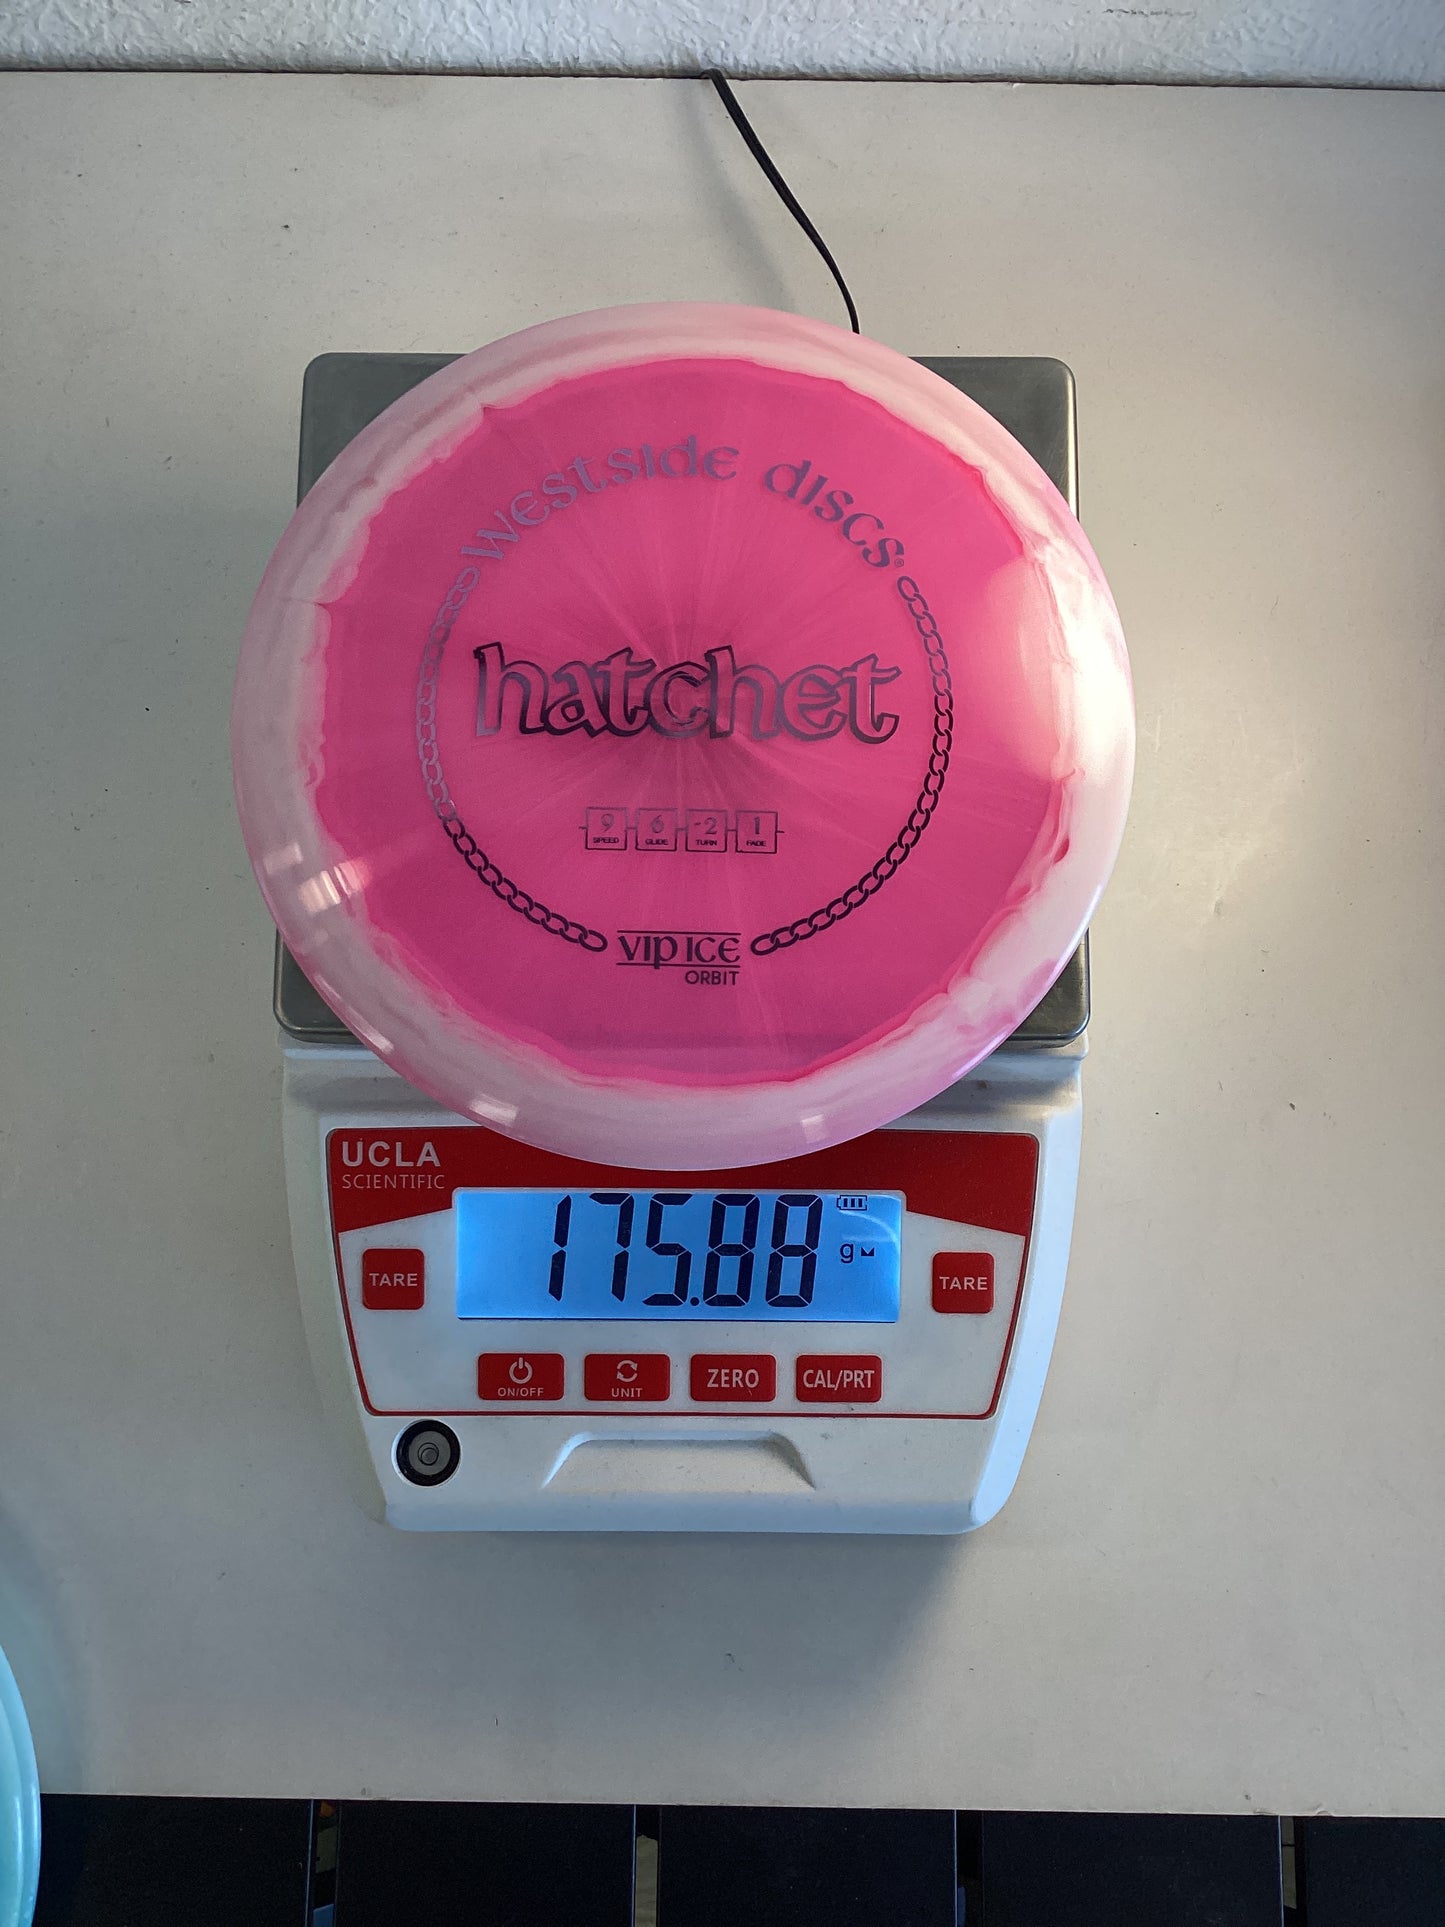 Westside Discs®
hatchet
9 6 -2 1
SPEED GLIDE TURN FADE
VIP ICE
ORBIT
UCLA
SCIENTIFIC
175.88 g
TARE TARE
ON/OFF UNIT ZERO CAL/PRT